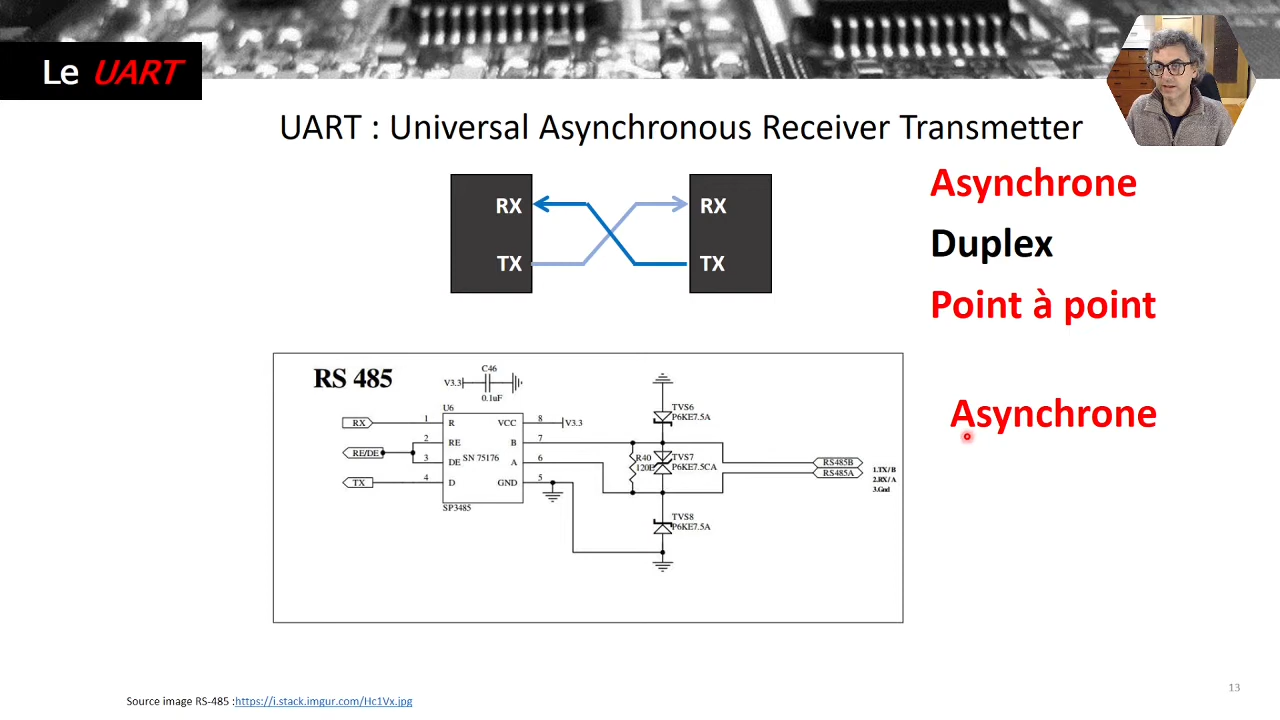 Le UART
UART : Universal Asynchronous Receiver Transmetter
RX
RX
TX
TX
Asynchrone
Duplex
Point à point
RS 485
C46
V3.3
0.1uF
U6
RX
1
R
VCC
8
V3.3
RE/DE
2
RE
B
7
3
DE
SN 75176
A
6
TX
4
D
GND
5
SP3485
TVS6
P6KE7.5A
R40
120E
TVS7
P6KE7.5CA
TVS8
P6KE7.5A
RS485B
RS485A
1.TX/ B
2.RX/ A
3.Gnd
Asynchrone
Source image RS-485 :https://i.stack.imgur.com/Hc1Vx.jpg
13